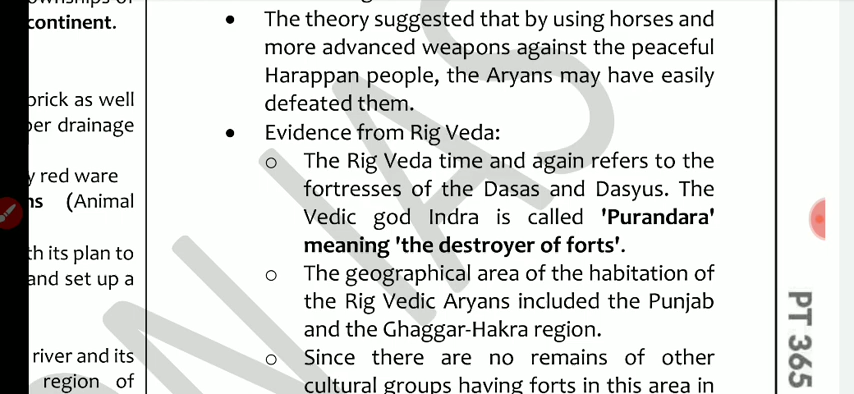 continent.
brick as well
per drainage
y red ware
ns (Animal
th its plan to
and set up a
river and its
region of
• The theory suggested that by using horses and
more advanced weapons against the peaceful
Harappan people, the Aryans may have easily
defeated them.
• Evidence from Rig Veda:
o The Rig Veda time and again refers to the
fortresses of the Dasas and Dasyus. The
Vedic god Indra is called 'Purandara'
meaning 'the destroyer of forts'.
o The geographical area of the habitation of
the Rig Vedic Aryans included the Punjab
and the Ghaggar-Hakra region.
o Since there are no remains of other
cultural groups having forts in this area in
PT 365
ON IAS